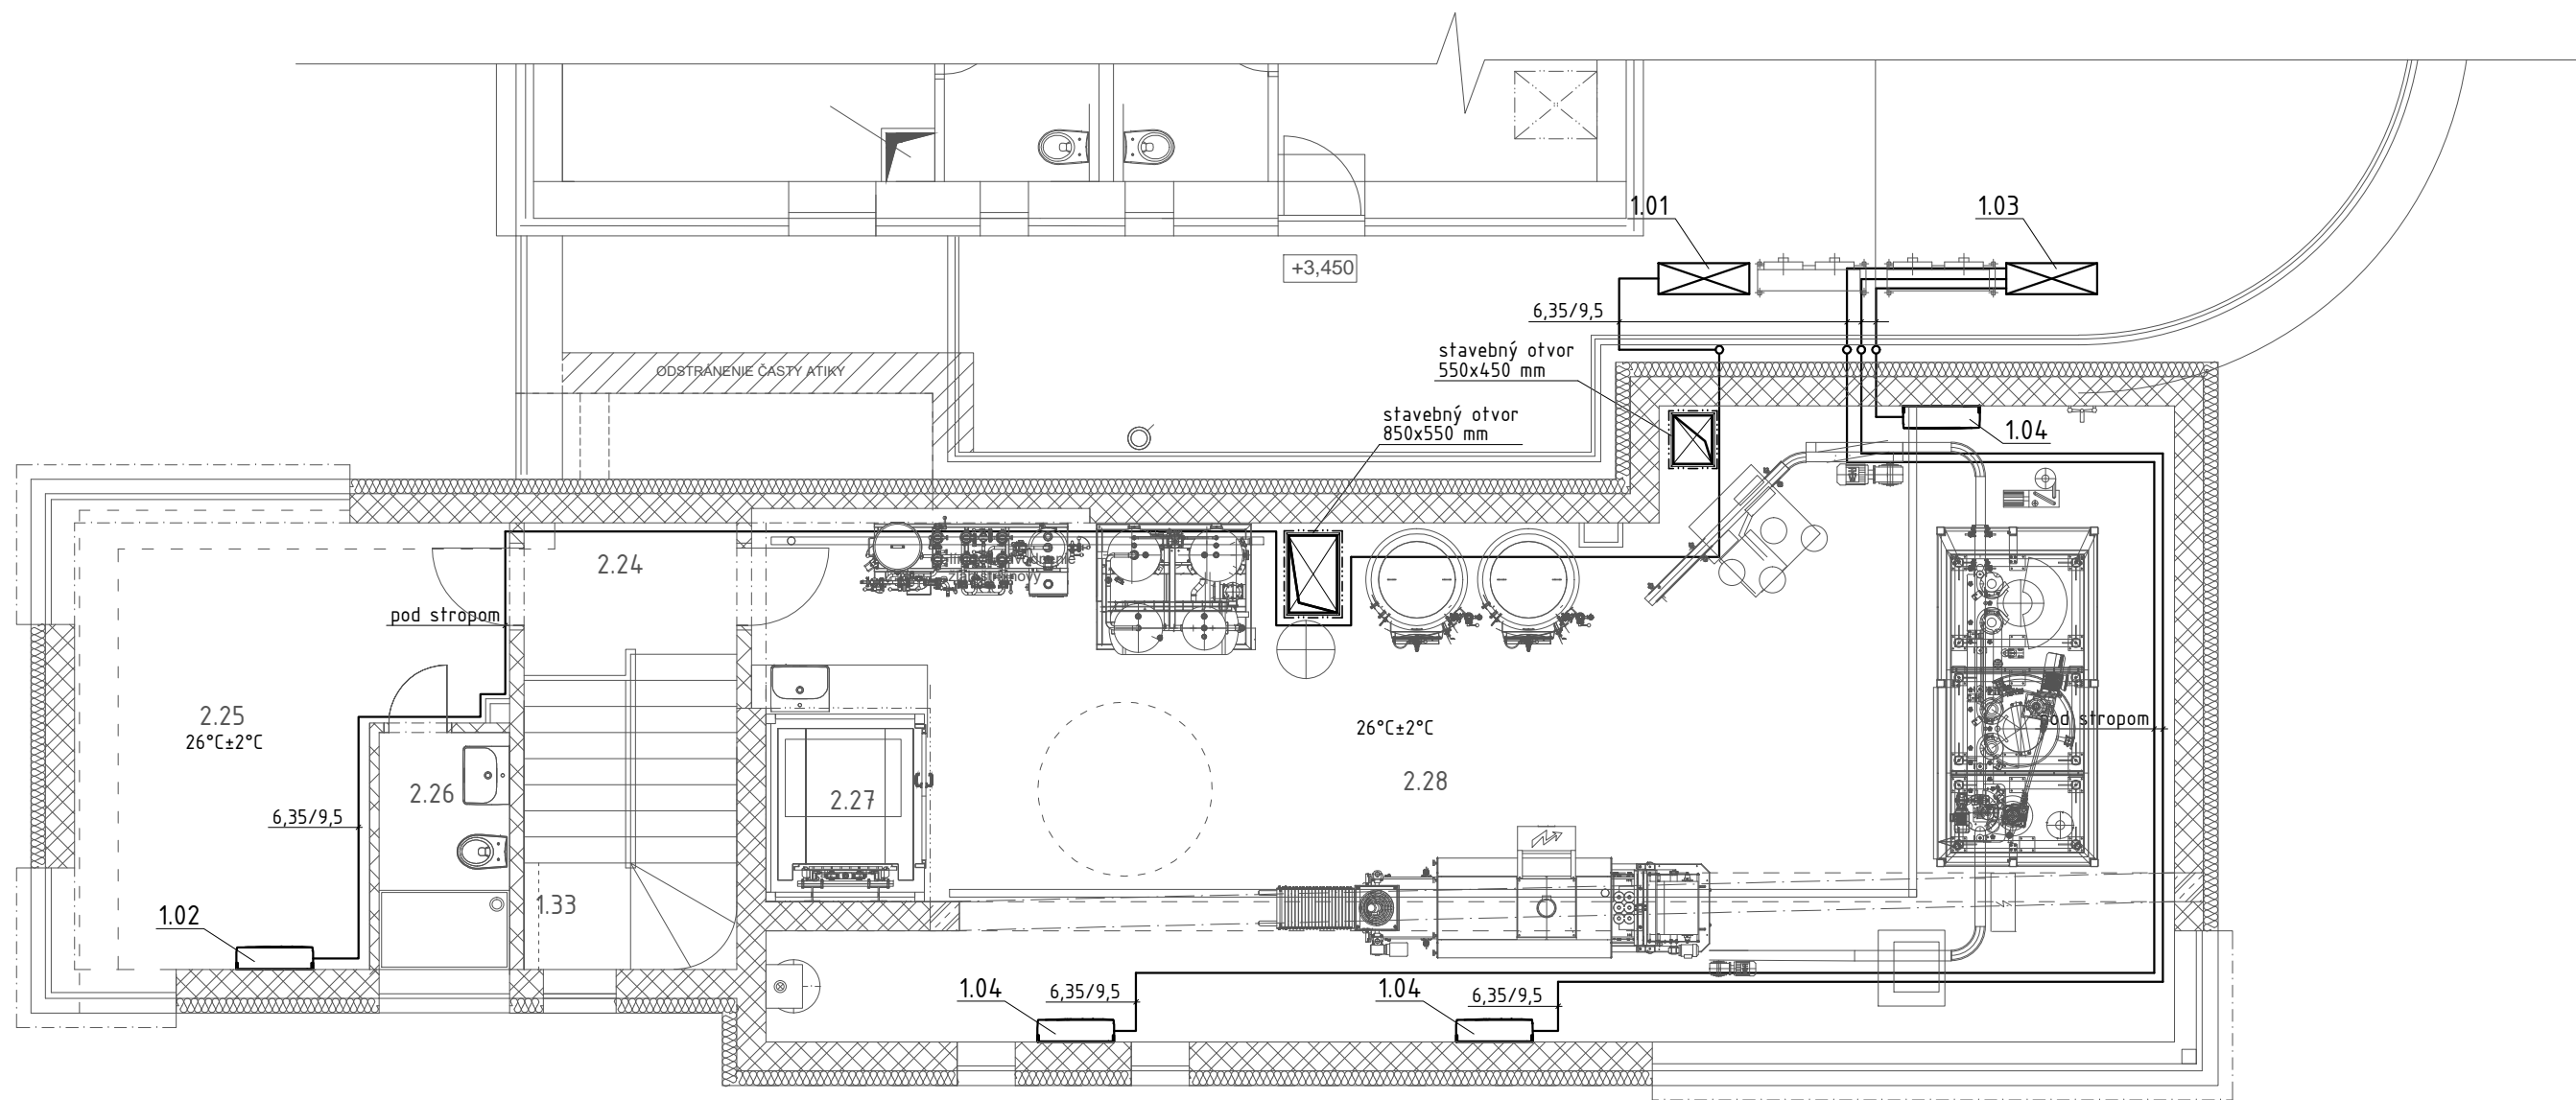 1.01
1.03
+3,450
6,35/9,5
stavebný otvor
550x450 mm
ODSTRÁNENIE ČASTY ATIKY
stavebný otvor
850x550 mm
1.04
2.24
pod stropom
2.25
26°C±2°C
26°C±2°C
pod stropom
2.26
2.27
2.28
6,35/9,5
1.33
1.02
1.04
6,35/9,5
1.04
6,35/9,5